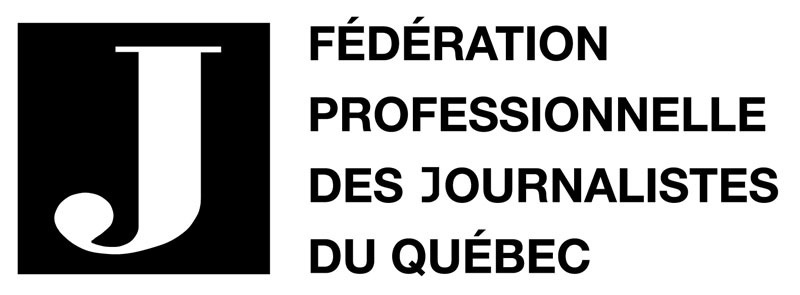 J
FÉDÉRATION
PROFESSIONNELLE
DES JOURNALISTES
DU QUÉBEC